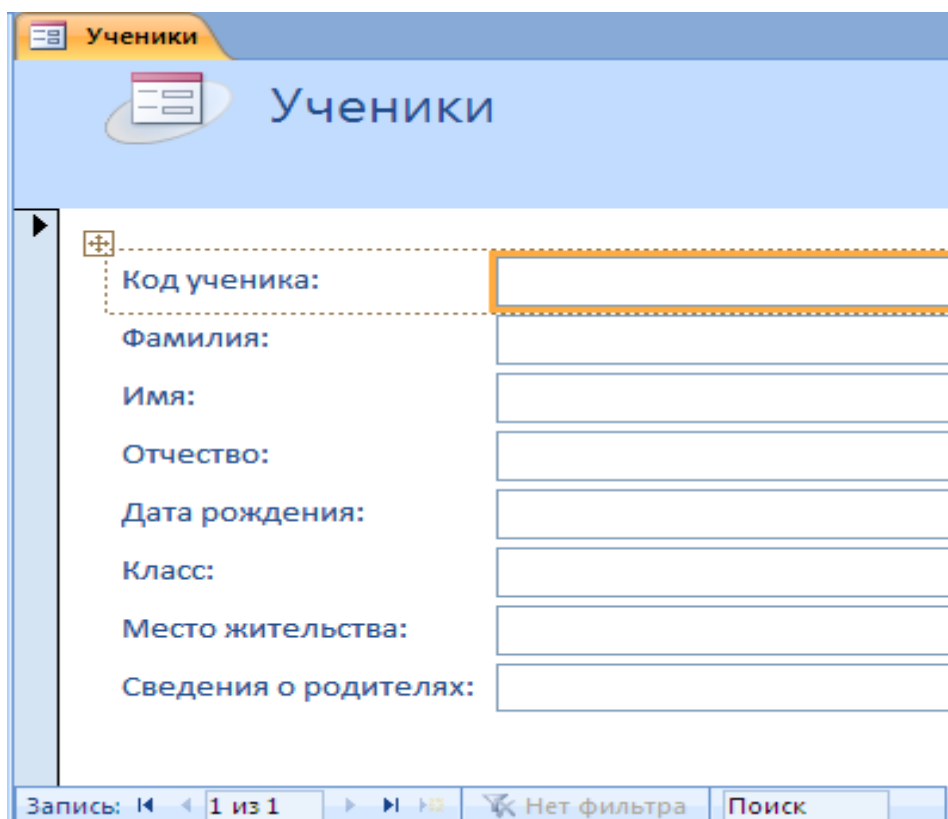 Ученики
Ученики
Код ученика:
Фамилия:
Имя:
Отчество:
Дата рождения:
Класс:
Место жительства:
Сведения о родителях:
Запись: 1 из 1 Нет фильтра Поиск